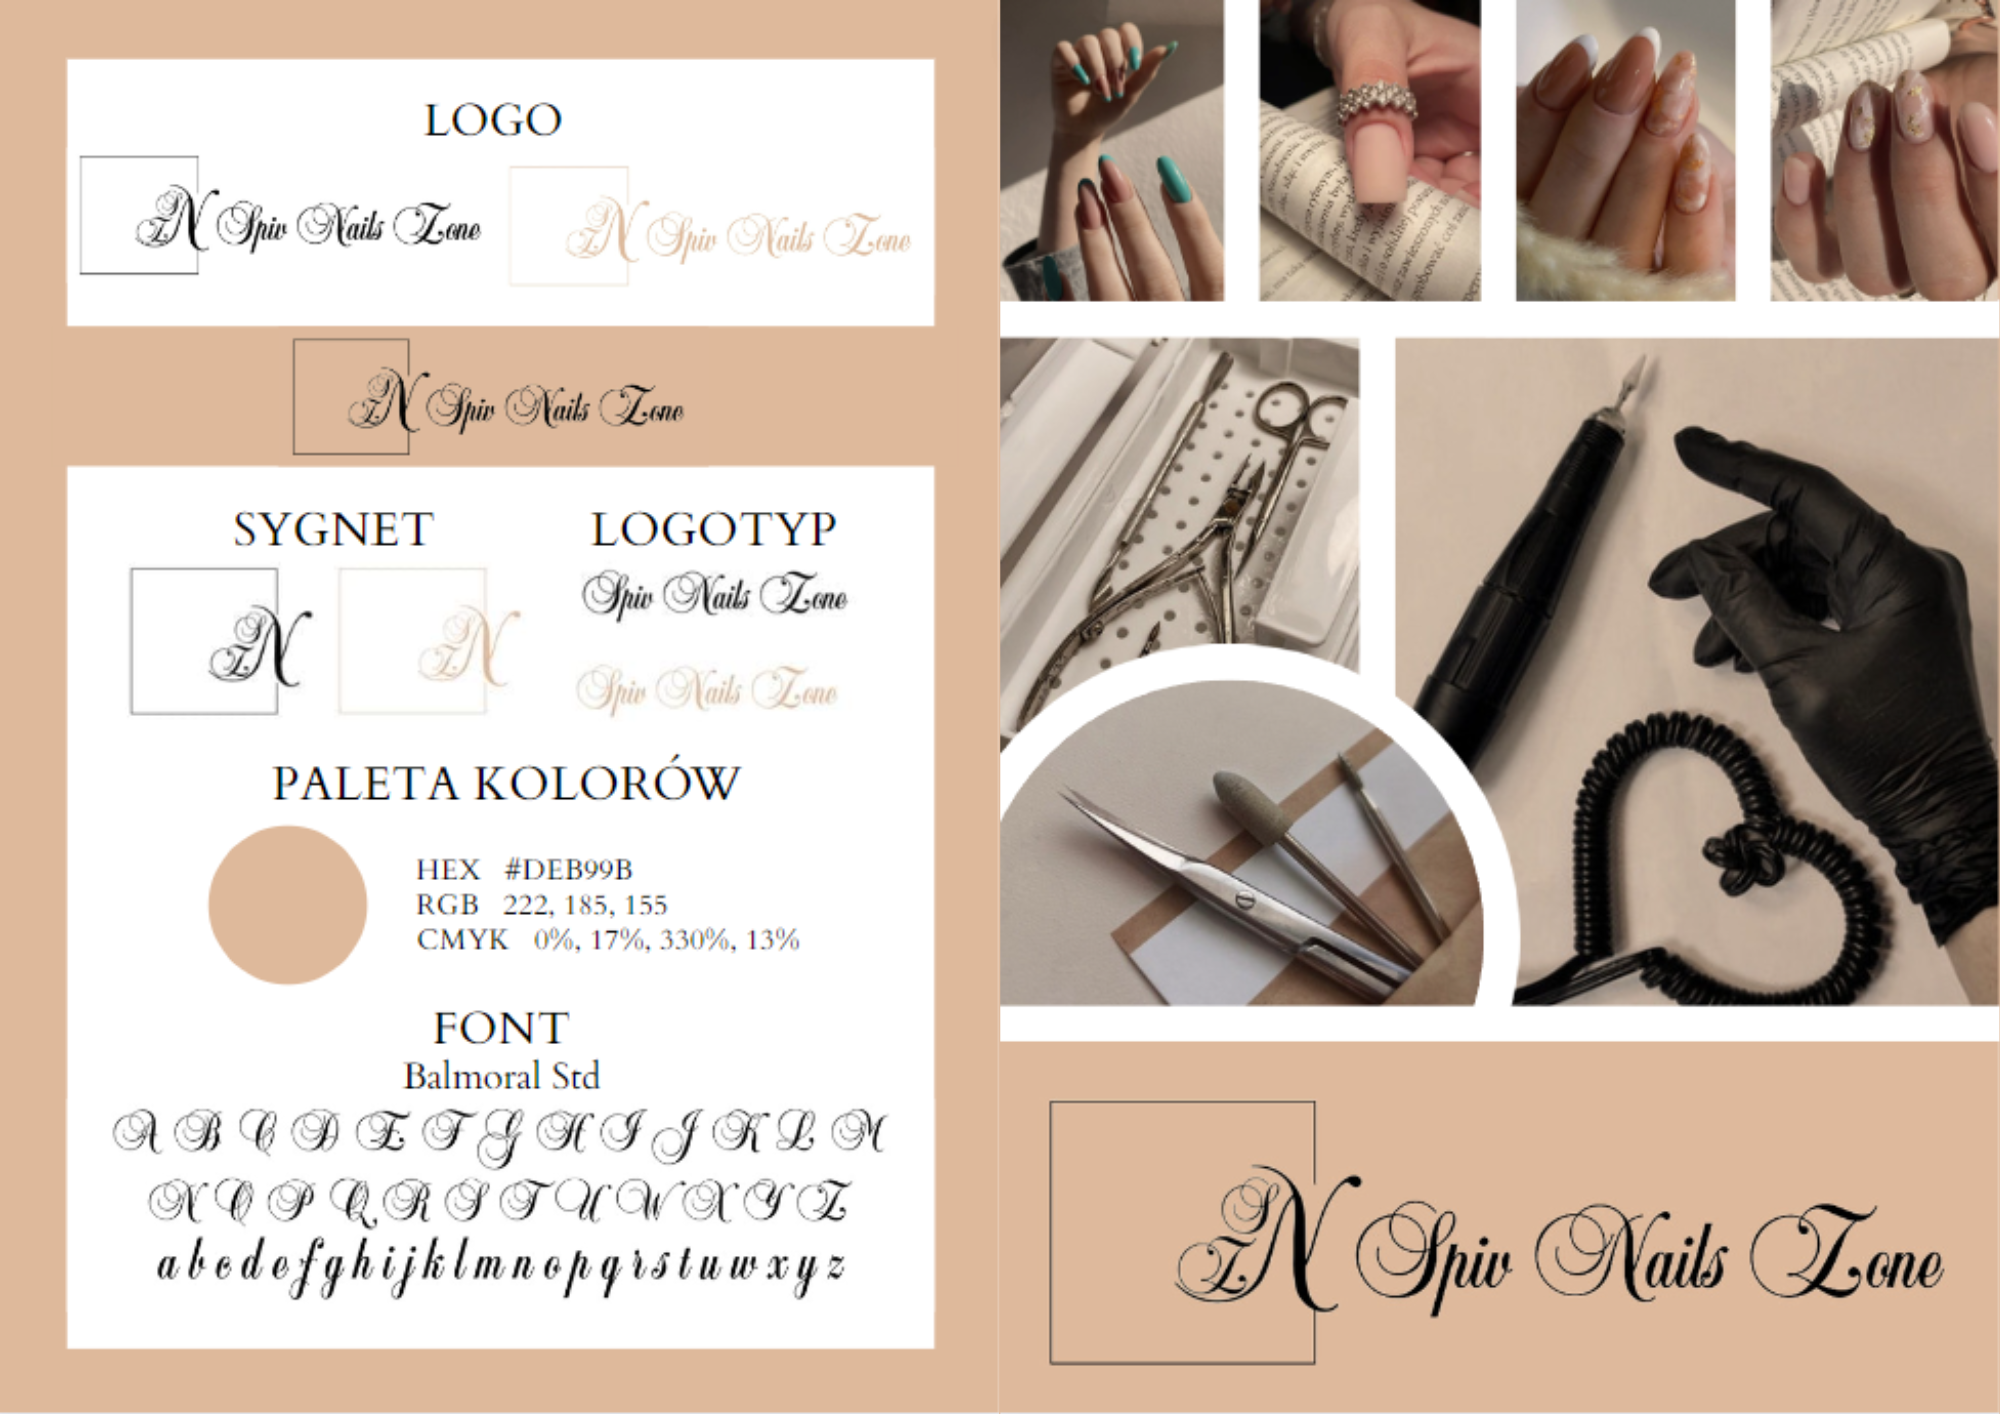 LOGO
SNZ Spiv Nails Zone
SNZ Spiv Nails Zone
SNZ Spiv Nails Zone
SYGNET
SNZ
SNZ
LOGOTYP
Spiv Nails Zone
Spiv Nails Zone
PALETA KOLORÓW
HEX #DEB99B
RGB 222, 185, 155
CMYK 0%, 17%, 330%, 13%
FONT
Balmoral Std
A B C D E F G H I J K L M
N O P Q R S T U W X Y Z
a b c d e f g h i j k l m n o p q r s t u w x y z
SNZ Spiv Nails Zone